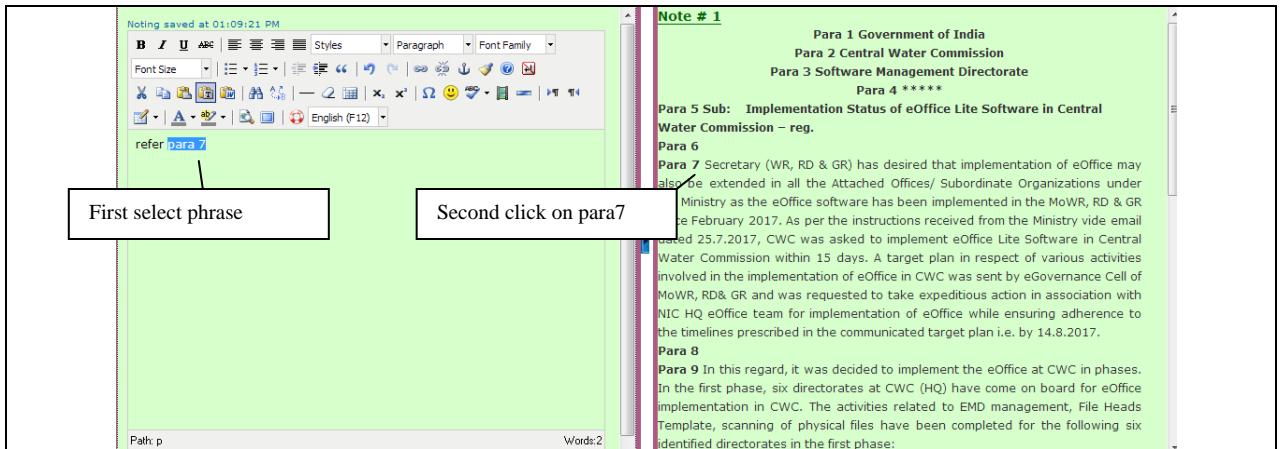 Noting saved at 01:09:21 PM
B I U ABC Styles Paragraph Font Family
Font Size
English (F12)
refer para 7
First select phrase
Path: p Words:2
Note # 1
Para 1 Government of India
Para 2 Central Water Commission
Para 3 Software Management Directorate
Para 4 *****
Para 5 Sub: Implementation Status of eOffice Lite Software in Central
Water Commission – reg.
Para 6
Para 7 Secretary (WR, RD & GR) has desired that implementation of eOffice may
also be extended in all the Attached Offices/ Subordinate Organizations under
Ministry as the eOffice software has been implemented in the MoWR, RD & GR
Second click on para7
February 2017. As per the instructions received from the Ministry vide email
dated 25.7.2017, CWC was asked to implement eOffice Lite Software in Central
Water Commission within 15 days. A target plan in respect of various activities
involved in the implementation of eOffice in CWC was sent by eGovernance Cell of
MoWR, RD& GR and was requested to take expeditious action in association with
NIC HQ eOffice team for implementation of eOffice while ensuring adherence to
the timelines prescribed in the communicated target plan i.e. by 14.8.2017.
Para 8
Para 9 In this regard, it was decided to implement the eOffice at CWC in phases.
In the first phase, six directorates at CWC (HQ) have come on board for eOffice
implementation in CWC. The activities related to EMD management, File Heads
Template, scanning of physical files have been completed for the following six
identified directorates in the first phase: